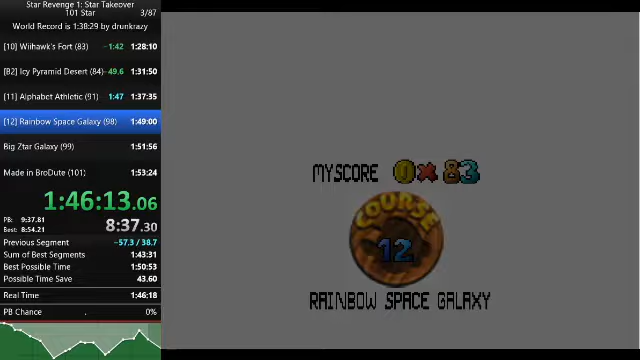 Star Revenge 1: Star Takeover
101 Star 3/87
World Record is 1:38:29 by drunkrazy
[10] Wiihawk's Fort (83) −1:42 1:28:10
[B2] Icy Pyramid Desert (84) −49.6 1:31:50
[11] Alphabet Athletic (91) 1:47 1:37:35
[12] Rainbow Space Galaxy (98) 1:49:00
Big Ztar Galaxy (99) 1:51:56
Made in BroDute (101) 1:53:24
1:46:13.06
PB: 9:37.81
Best: 8:54.21
8:37.30
Previous Segment −57.3 / 38.7
Sum of Best Segments 1:43:31
Best Possible Time 1:50:53
Possible Time Save 43.60
Real Time 1:46:18
PB Chance . 0%
MYSCORE 0×83
COURSE
12
RAINBOW SPACE GALAXY